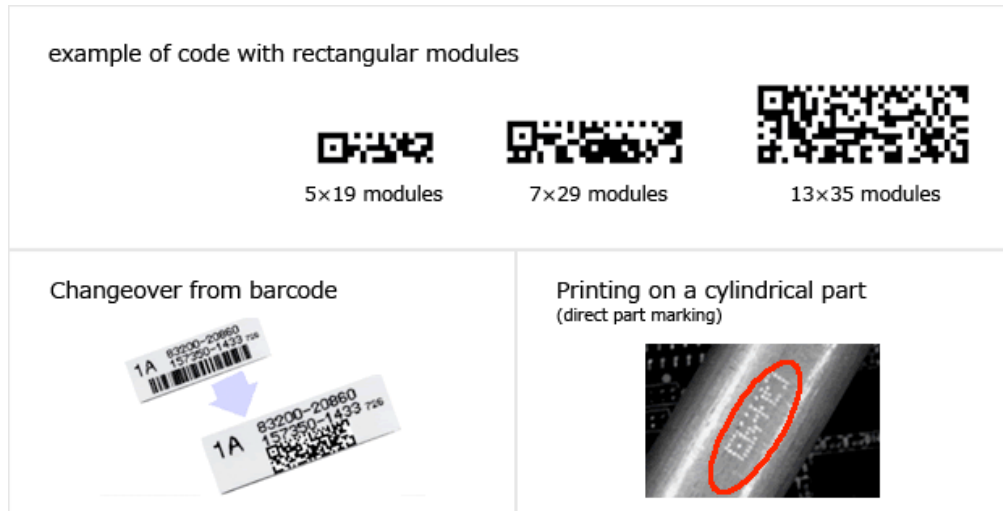 example of code with rectangular modules
5×19 modules
7×29 modules
13×35 modules
Changeover from barcode
1A 83200-20860
157350-1433 726
1A 83200-20860
157350-1433 726
Printing on a cylindrical part
(direct part marking)